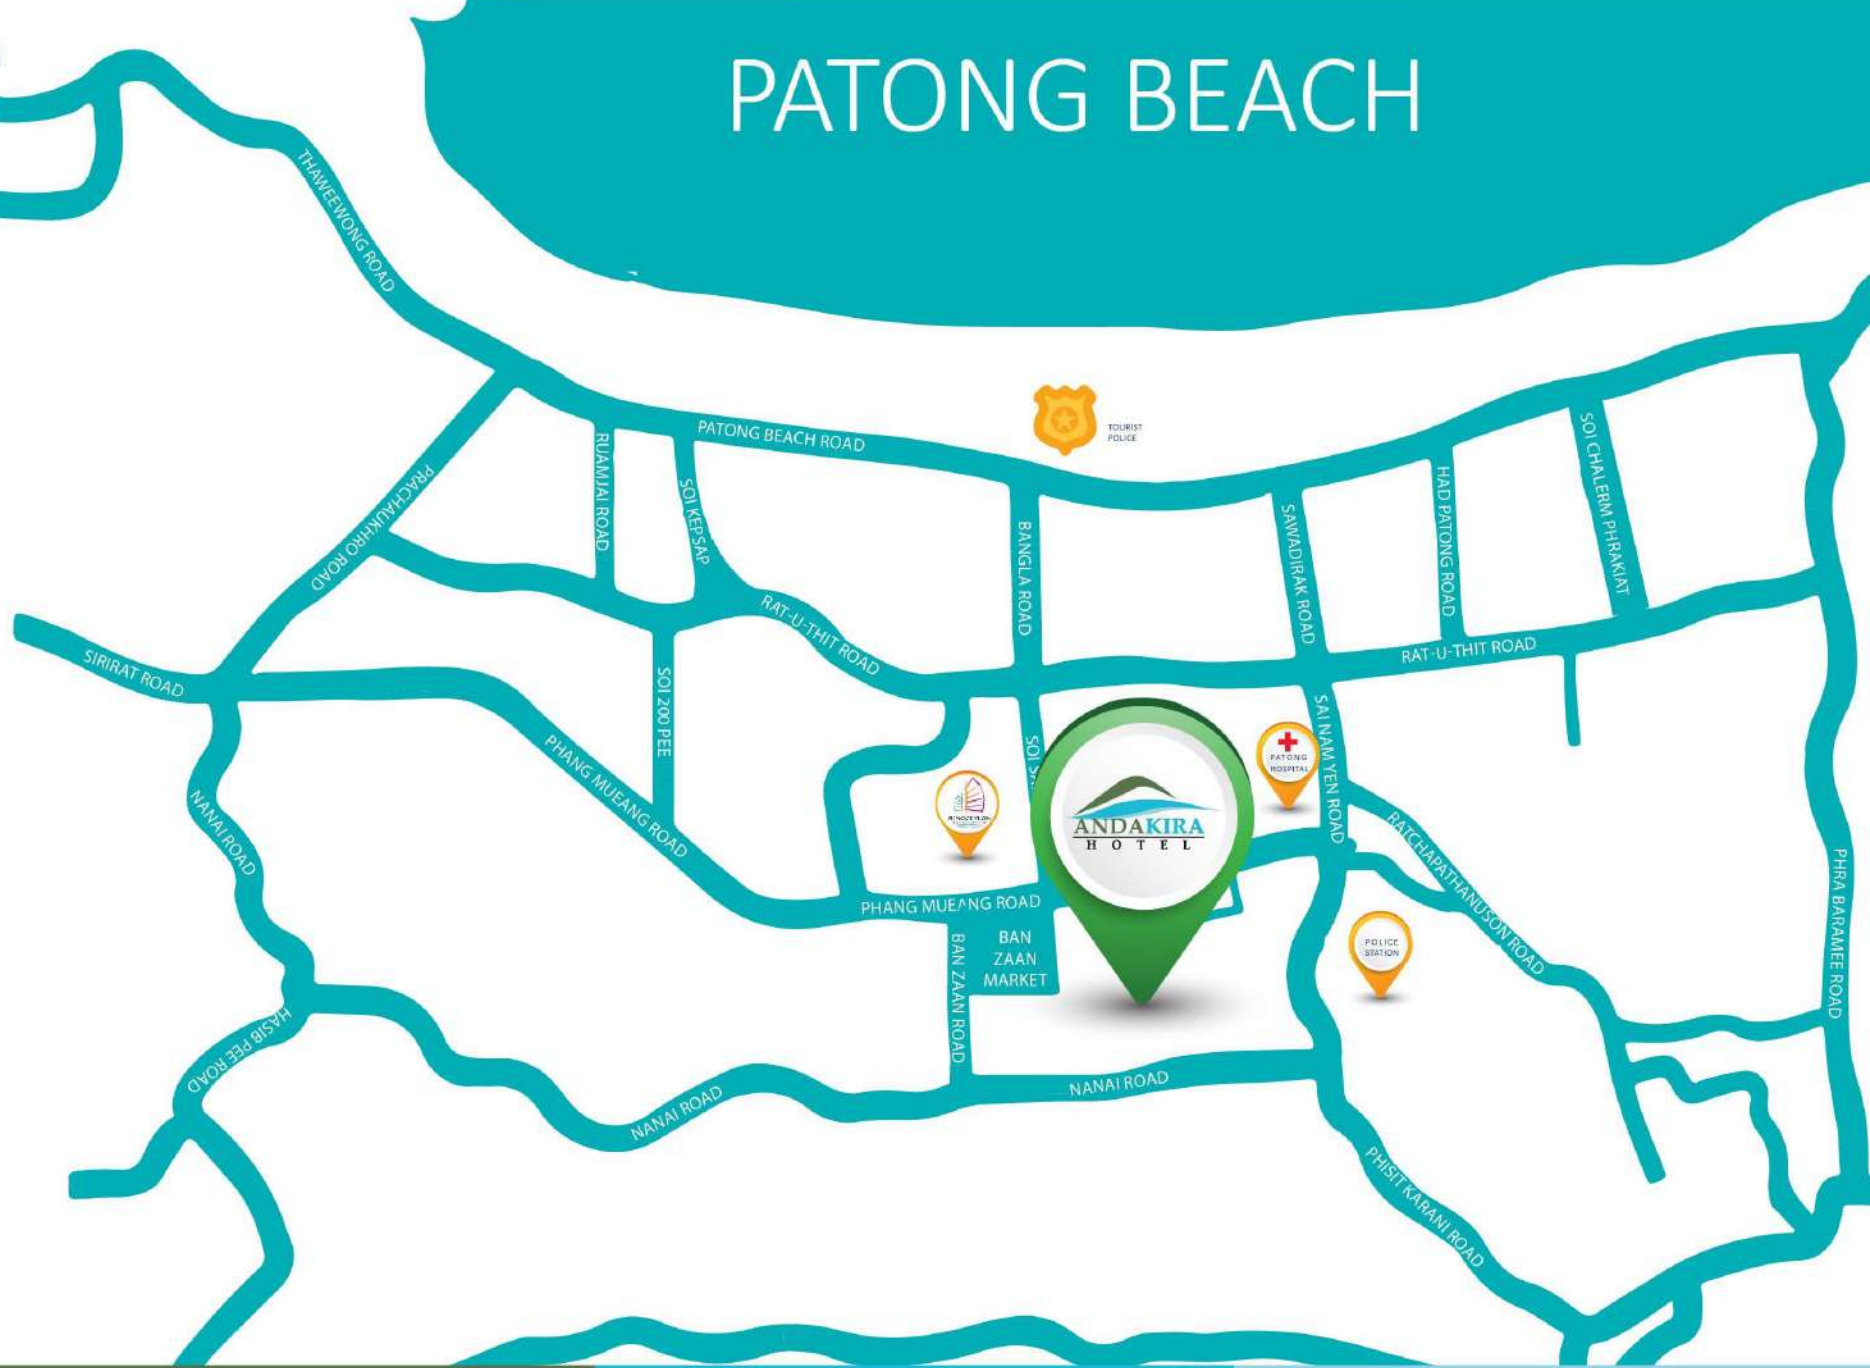 PATONG BEACH
THAWEEWONG ROAD
TOURIST
POLICE
PATONG BEACH ROAD
SOI CHALERM PHRAKIAT
RUAMJAI ROAD
PRACHAUKHRO ROAD
SOI KEPSAP
HAD PATONG ROAD
SAWADIRAK ROAD
BANGLA ROAD
RAT-U-THIT ROAD
RAT-U-THIT ROAD
SIRIRAT ROAD
SOI 200 PEE
SAI NAM YEN ROAD
PHANG MUEANG ROAD
SOI
PATONG
HOSPITAL
NANAI ROAD
ANDAKIRA
HOTEL
RATCHAPATHANUSON ROAD
PHRA BARAMEE ROAD
PHANG MUEANG ROAD
BAN ZAAN ROAD
BAN
ZAAN
MARKET
POLICE
STATION
HASIB PEE ROAD
NANAI ROAD
NANAI ROAD
PHISIT KARANI ROAD